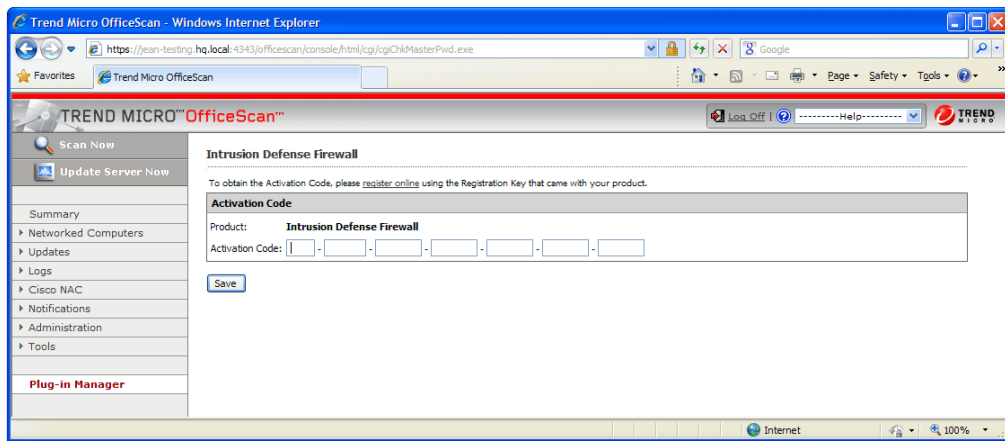 Trend Micro OfficeScan - Windows Internet Explorer
https://jean-testing.hq.local:4343/officescan/console/html/cgi/cgiChkMasterPwd.exe
Google
Favorites
Trend Micro OfficeScan
Page
Safety
Tools
»
TREND MICRO™ OfficeScan™
Log Off | ---------Help---------
TREND MICRO
Scan Now
Update Server Now
Summary
Networked Computers
Updates
Logs
Cisco NAC
Notifications
Administration
Tools
Plug-in Manager
Intrusion Defense Firewall
To obtain the Activation Code, please register online using the Registration Key that came with your product.
Activation Code
Product: Intrusion Defense Firewall
Activation Code: - - - - - -
Save
Internet
100%